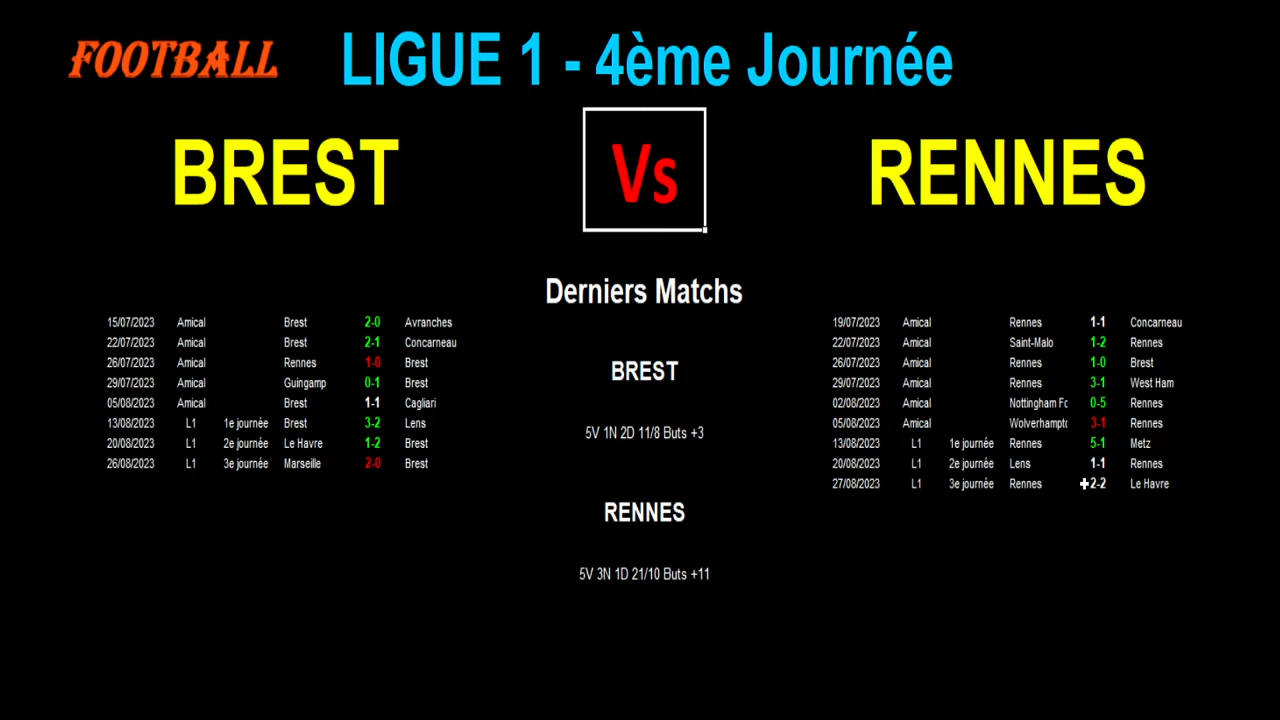 FOOTBALL
LIGUE 1 - 4ème Journée
BREST
Vs
RENNES
Derniers Matchs
15/07/2023 Amical Brest 2-0 Avranches
22/07/2023 Amical Brest 2-1 Concarneau
26/07/2023 Amical Rennes 1-0 Brest
29/07/2023 Amical Guingamp 0-1 Brest
05/08/2023 Amical Brest 1-1 Cagliari
13/08/2023 L1 1e journée Brest 3-2 Lens
20/08/2023 L1 2e journée Le Havre 1-2 Brest
26/08/2023 L1 3e journée Marseille 2-0 Brest
BREST
5V 1N 2D 11/8 Buts +3
RENNES
5V 3N 1D 21/10 Buts +11
19/07/2023 Amical Rennes 1-1 Concarneau
22/07/2023 Amical Saint-Malo 1-2 Rennes
26/07/2023 Amical Rennes 1-0 Brest
29/07/2023 Amical Rennes 3-1 West Ham
02/08/2023 Amical Nottingham Fo 0-5 Rennes
05/08/2023 Amical Wolverhampto 3-1 Rennes
13/08/2023 L1 1e journée Rennes 5-1 Metz
20/08/2023 L1 2e journée Lens 1-1 Rennes
27/08/2023 L1 3e journée Rennes 2-2 Le Havre